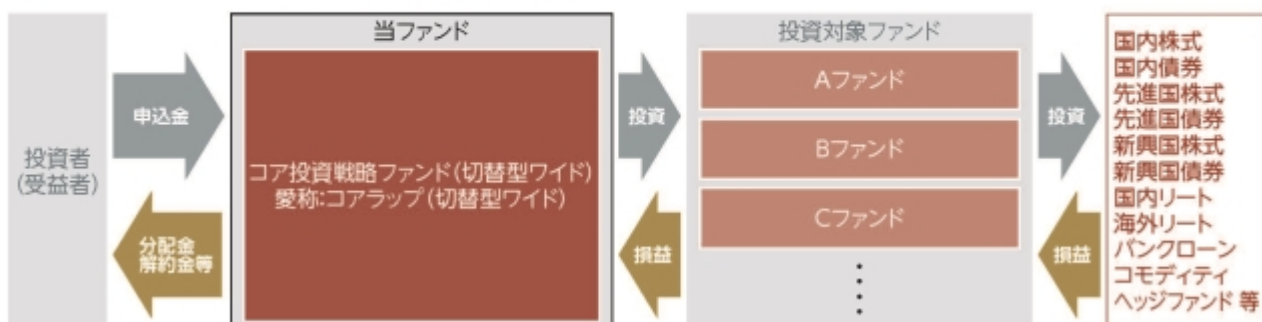 投資者
(受益者)
申込金
分配金
解約金等
当ファンド
コア投資戦略ファンド(切替型ワイド)
愛称:コアラップ(切替型ワイド)
投資
損益
投資対象ファンド
Aファンド
Bファンド
Cファンド
投資
損益
国内株式
国内債券
先進国株式
先進国債券
新興国株式
新興国債券
国内リート
海外リート
バンクローン
コモディティ
ヘッジファンド 等